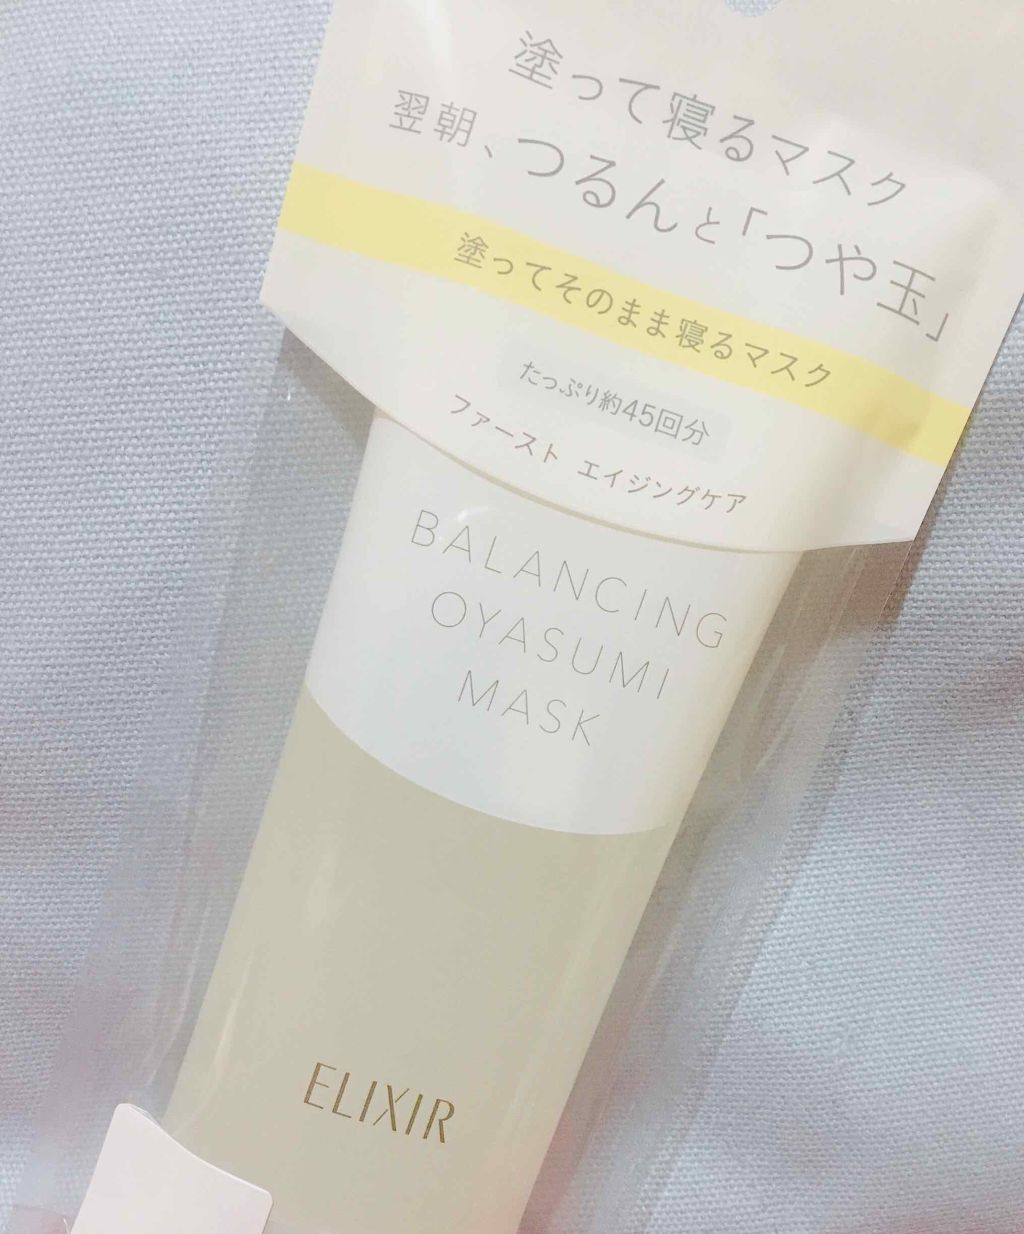 塗って寝るマスク
翌朝、つるんと「つや玉」
塗ってそのまま寝るマスク
たっぷり約45回分
ファースト エイジングケア
BALANCING
OYASUMI
MASK
ELIXIR